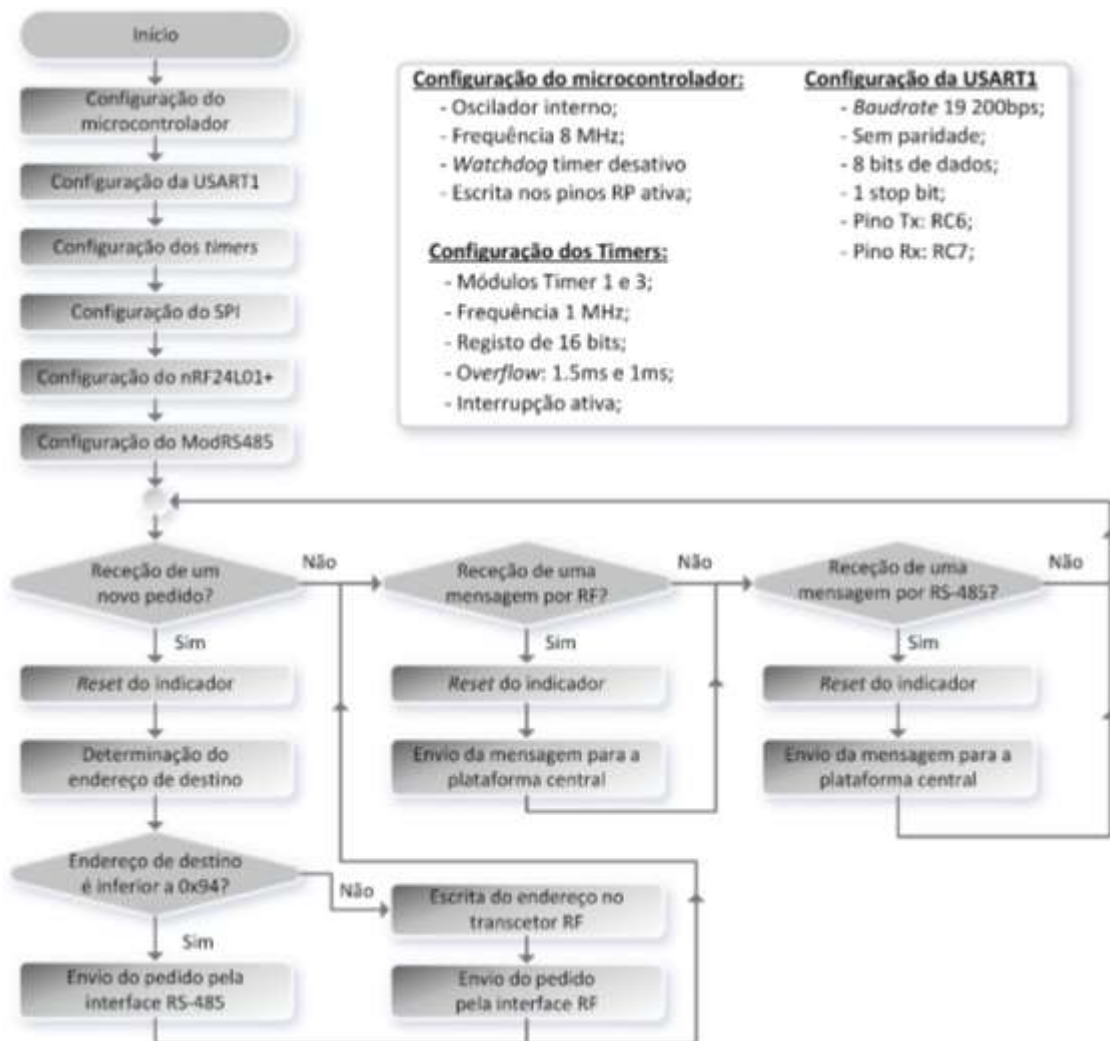 Início
Configuração do
microcontrolador
Configuração da USART1
Configuração dos timers
Configuração do SPI
Configuração do nRF24L01+
Configuração do ModRS485
Configuração do microcontrolador:
- Oscilador interno;
- Frequência 8 MHz;
- Watchdog timer desativo
- Escrita nos pinos RP ativa;
Configuração dos Timers:
- Módulos Timer 1 e 3;
- Frequência 1 MHz;
- Registo de 16 bits;
- Overflow: 1.5ms e 1ms;
- Interrupção ativa;
Configuração da USART1
- Baudrate 19 200bps;
- Sem paridade;
- 8 bits de dados;
- 1 stop bit;
- Pino Tx: RC6;
- Pino Rx: RC7;
Receção de um
novo pedido?
Não
Sim
Reset do indicador
Determinação do
endereço de destino
Endereço de destino
é inferior a 0x94?
Não
Sim
Envio do pedido pela
interface RS-485
Escrita do endereço no
transcetor RF
Envio do pedido
pela interface RF
Receção de uma
mensagem por RF?
Não
Sim
Reset do indicador
Envio da mensagem para a
plataforma central
Receção de uma
mensagem por RS-485?
Não
Sim
Reset do indicador
Envio da mensagem para a
plataforma central